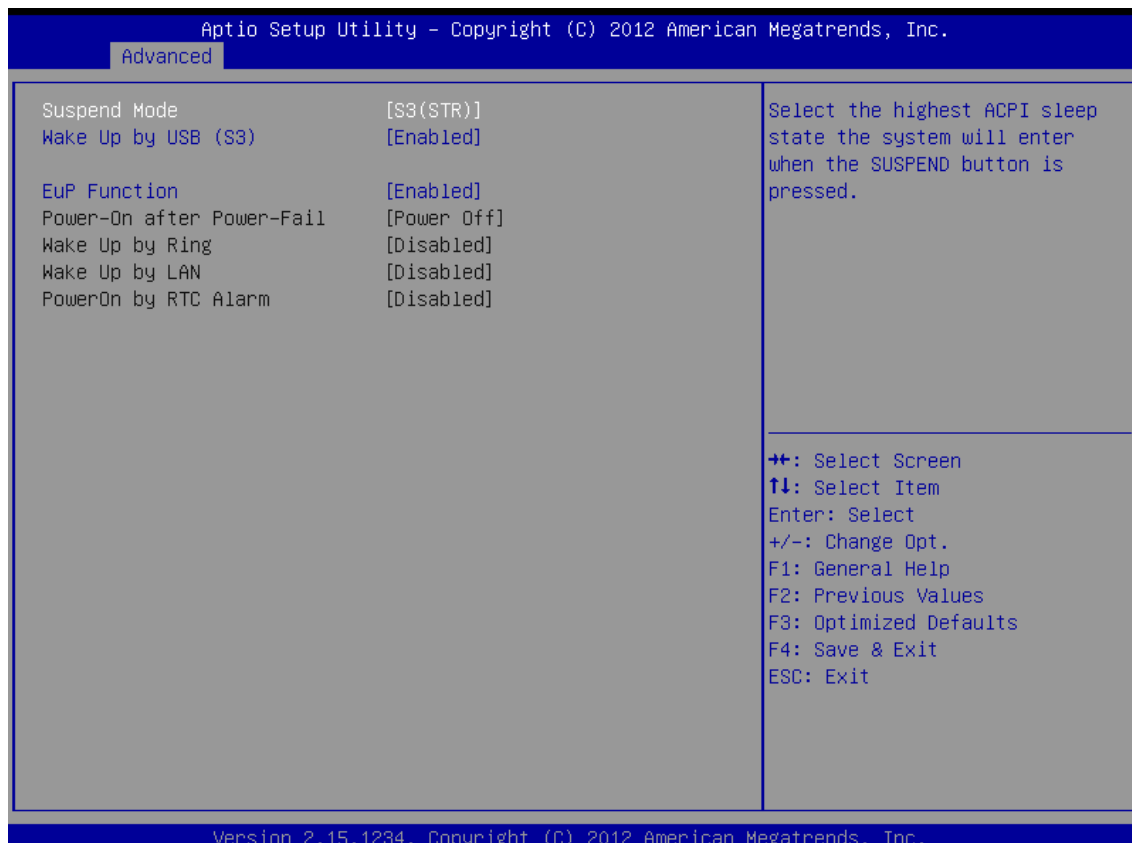 Aptio Setup Utility – Copyright (C) 2012 American Megatrends, Inc.
Advanced
Suspend Mode [S3(STR)]
Wake Up by USB (S3) [Enabled]
EuP Function [Enabled]
Power-On after Power-Fail [Power Off]
Wake Up by Ring [Disabled]
Wake Up by LAN [Disabled]
PowerOn by RTC Alarm [Disabled]
Select the highest ACPI sleep
state the system will enter
when the SUSPEND button is
pressed.
→←: Select Screen
↑↓: Select Item
Enter: Select
+/-: Change Opt.
F1: General Help
F2: Previous Values
F3: Optimized Defaults
F4: Save & Exit
ESC: Exit
Version 2.15.1234. Copyright (C) 2012 American Megatrends, Inc.